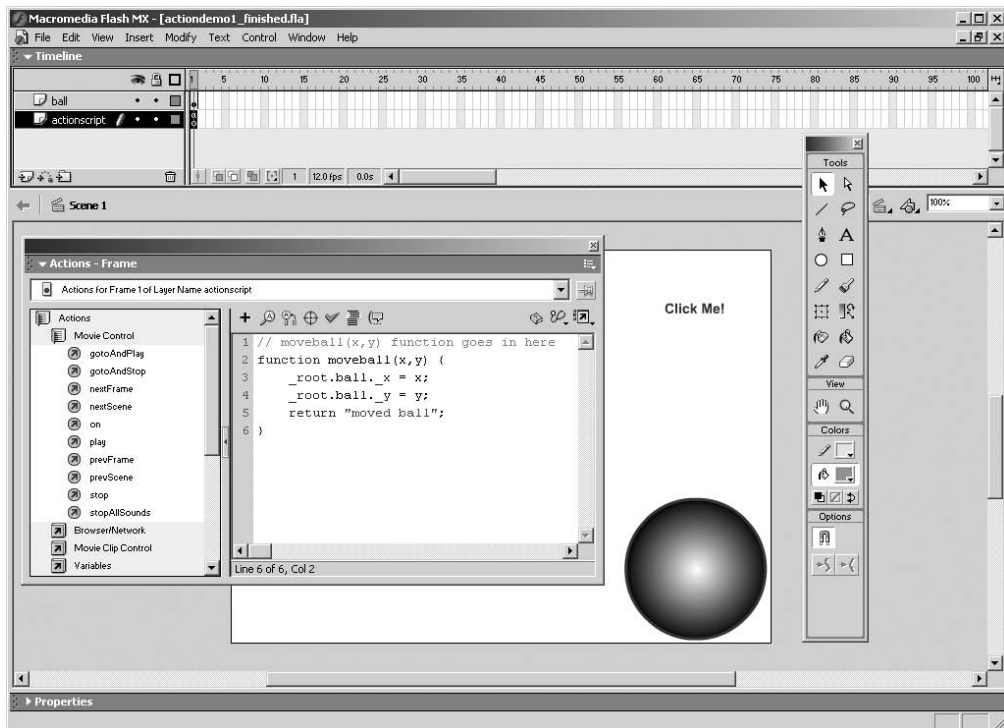 Macromedia Flash MX - [actiondemo1_finished.fla]
File Edit View Insert Modify Text Control Window Help
Timeline
1 5 10 15 20 25 30 35 40 45 50 55 60 65 70 75 80 85 90 95 100
ball
actionscript
1 12.0 fps 0.0s
Scene 1
100%
Actions - Frame
Actions for Frame 1 of Layer Name actionscript
Actions
Movie Control
gotoAndPlay
gotoAndStop
nextFrame
nextScene
on
play
prevFrame
prevScene
stop
stopAllSounds
Browser/Network
Movie Clip Control
Variables
1 // moveball(x,y) function goes in here
2 function moveball(x,y) {
3 _root.ball._x = x;
4 _root.ball._y = y;
5 return "moved ball";
6 }
Line 6 of 6, Col 2
Click Me!
Tools
A
View
Colors
Options
Properties